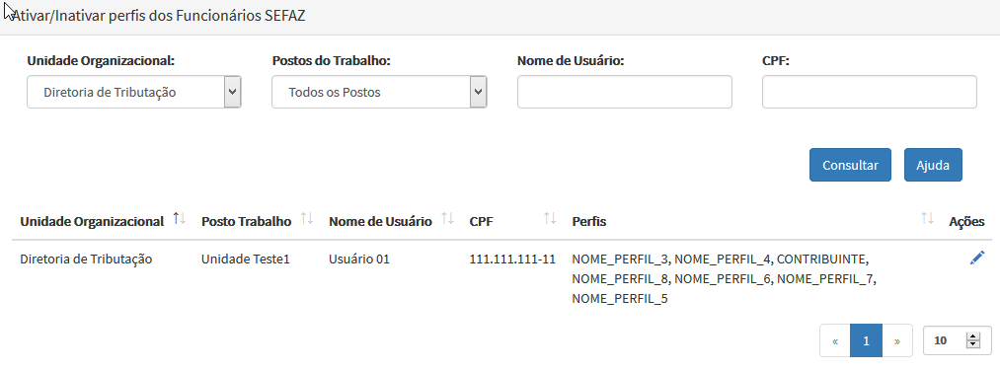 Ativar/Inativar perfis dos Funcionários SEFAZ
Unidade Organizacional: Postos do Trabalho: Nome de Usuário: CPF:
Diretoria de Tributação Todos os Postos
Consultar Ajuda
Unidade Organizacional Posto Trabalho Nome de Usuário CPF Perfis Ações
Diretoria de Tributação Unidade Teste1 Usuário 01 111.111.111-11 NOME_PERFIL_3, NOME_PERFIL_4, CONTRIBUINTE,
NOME_PERFIL_8, NOME_PERFIL_6, NOME_PERFIL_7,
NOME_PERFIL_5
« 1 » 10